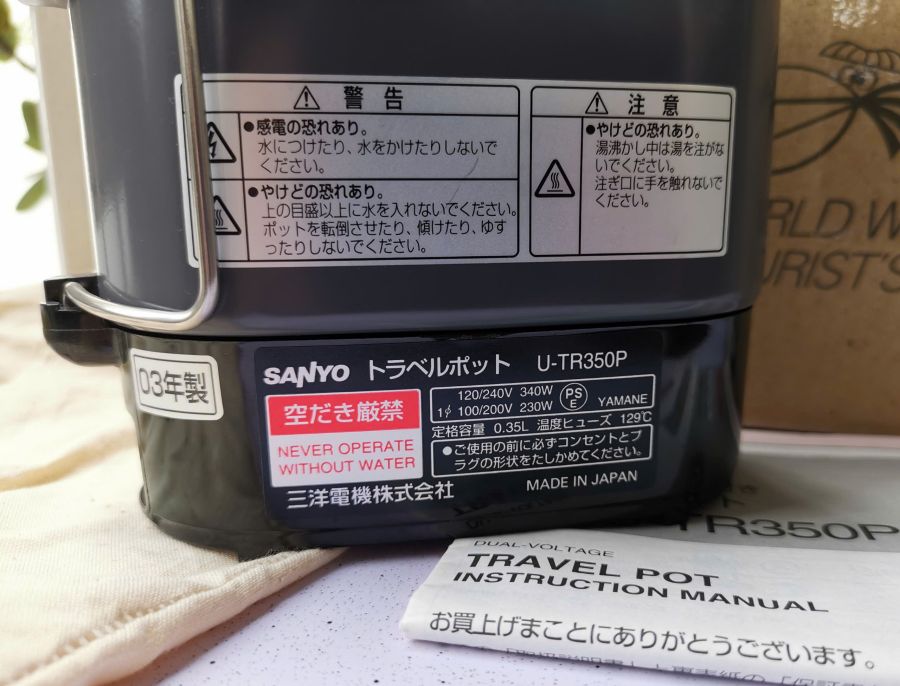 警告
●感電の恐れあり。
水につけたり、水をかけたりしないで
ください。
●やけどの恐れあり。
上の目盛以上に水を入れないでください。
ポットを転倒させたり、傾けたり、ゆす
ったりしないでください。
注意
●やけどの恐れあり。
湯沸かし中は湯を注がな
いでください。
注ぎ口に手を触れないで
ください。
03年製
SANYO トラベルポット U-TR350P
空だき厳禁
NEVER OPERATE
WITHOUT WATER
120/240V 340W
1φ 100/200V 230W
PS
E
YAMANE
定格容量 0.35L 温度ヒューズ 129℃
●ご使用の前に必ずコンセントとプ
ラグの形状をたしかめてください。
三洋電機株式会社
MADE IN JAPAN
RLD W
URIST'S
TR350P
DUAL-VOLTAGE
TRAVEL POT
INSTRUCTION MANUAL
お買上げまことにありがとうございます。